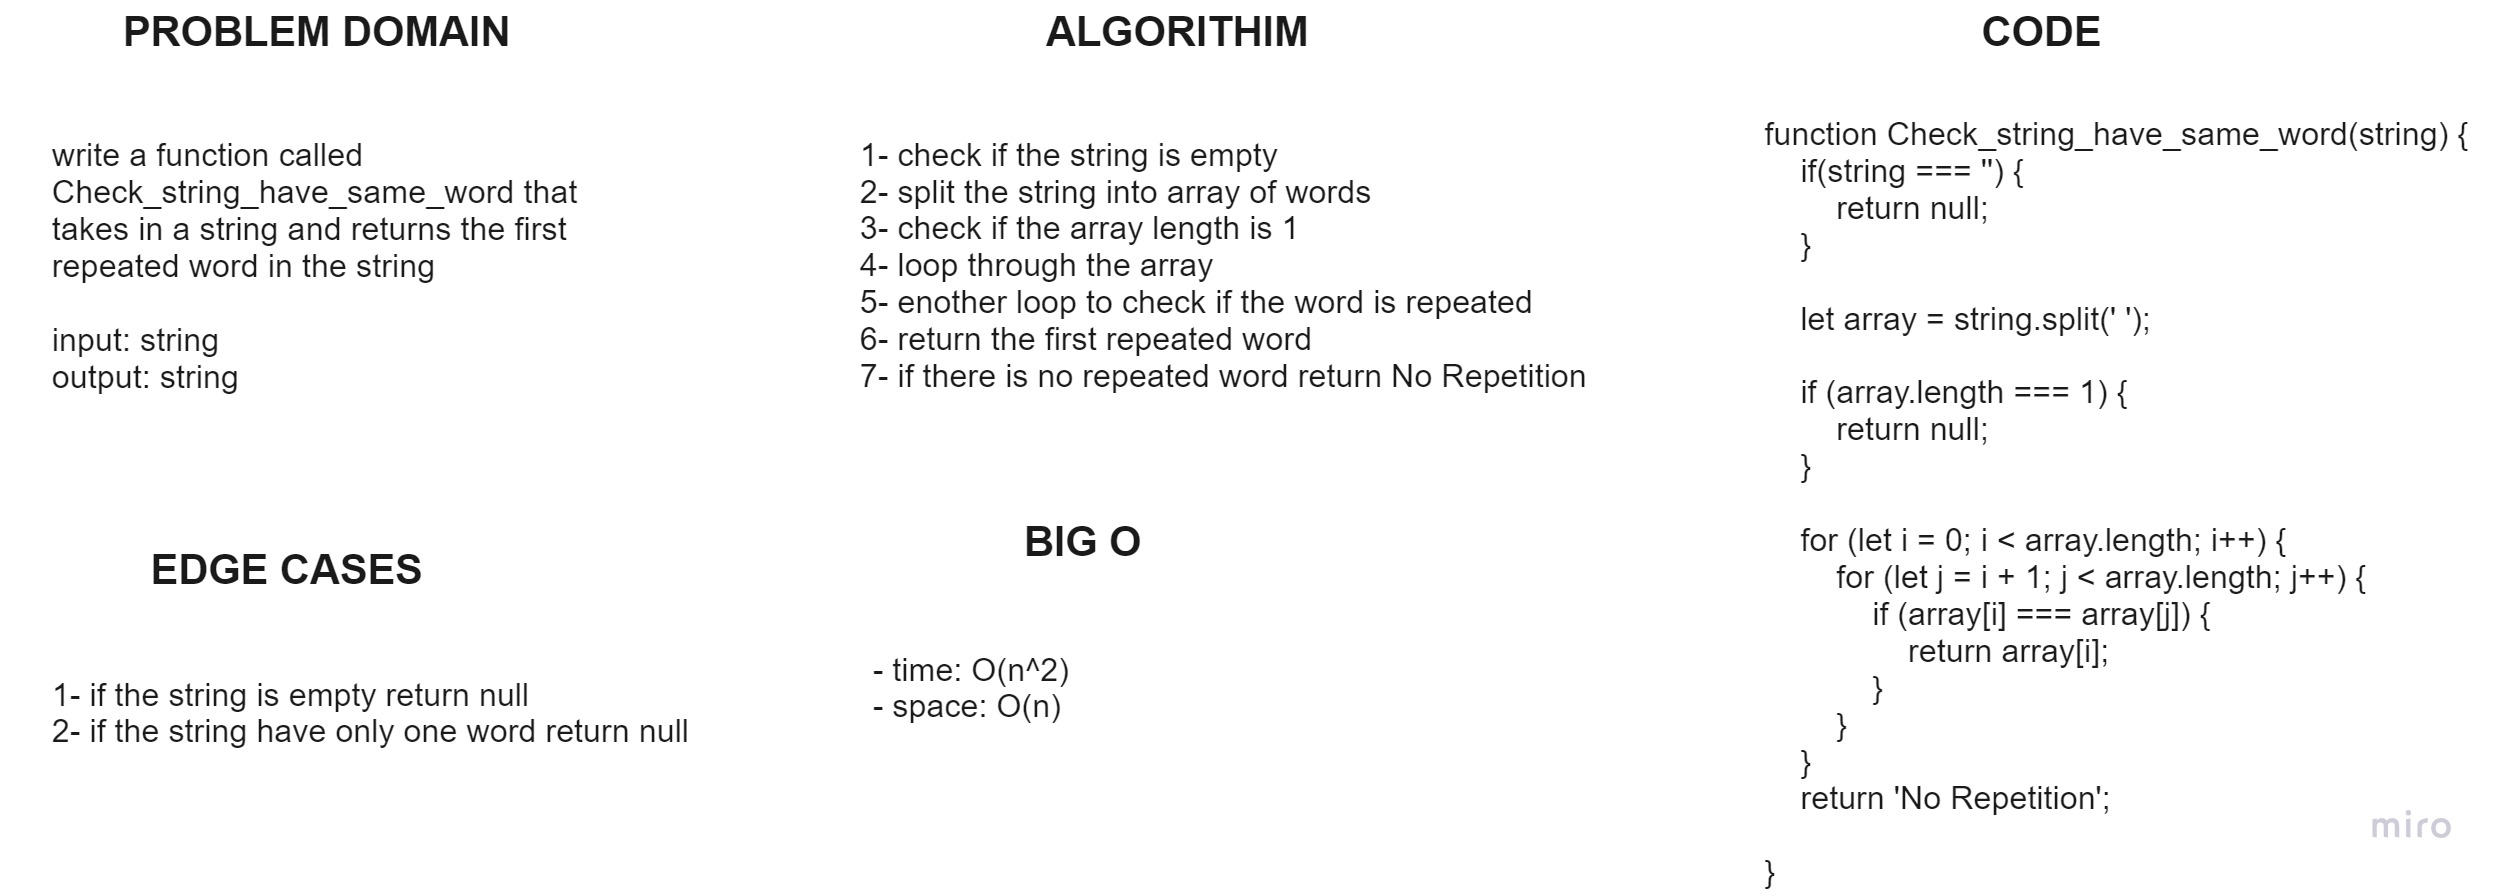 PROBLEM DOMAIN
write a function called
Check_string_have_same_word that
takes in a string and returns the first
repeated word in the string
input: string
output: string
EDGE CASES
1- if the string is empty return null
2- if the string have only one word return null
ALGORITHIM
1- check if the string is empty
2- split the string into array of words
3- check if the array length is 1
4- loop through the array
5- enother loop to check if the word is repeated
6- return the first repeated word
7- if there is no repeated word return No Repetition
BIG O
- time: O(n^2)
- space: O(n)
CODE
function Check_string_have_same_word(string) {
if(string === '') {
return null;
}
let array = string.split(' ');
if (array.length === 1) {
return null;
}
for (let i = 0; i < array.length; i++) {
for (let j = i + 1; j < array.length; j++) {
if (array[i] === array[j]) {
return array[i];
}
}
}
return 'No Repetition';
}
miro